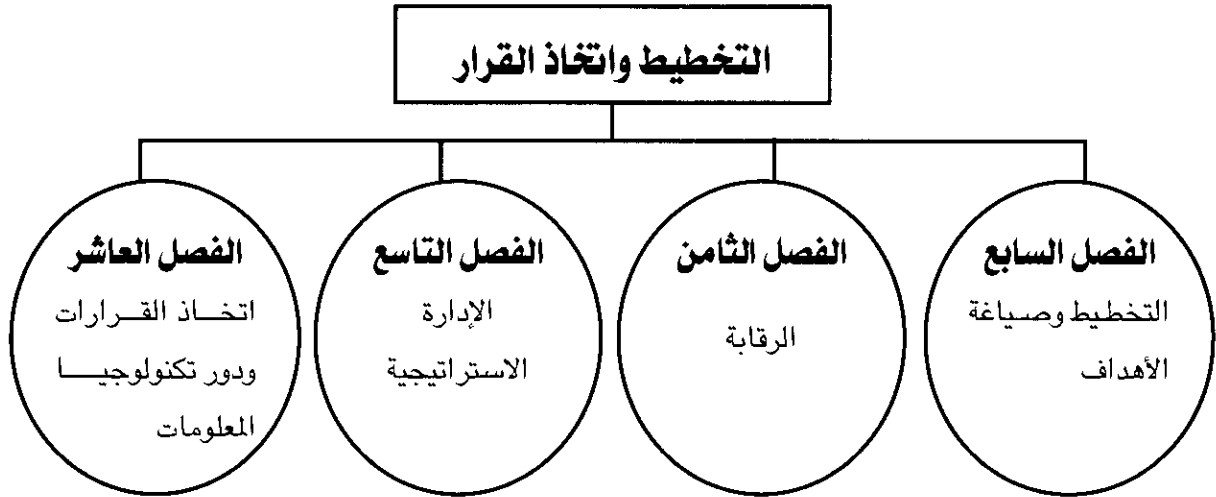 التخطيط واتخاذ القرار
الفصل السابع
التخطيط وصياغة
الأهداف
الفصل الثامن
الرقابة
الفصل التاسع
الإدارة
الاستراتيجية
الفصل العاشر
اتخاذ القرارات
ودور تكنولوجيا
المعلومات